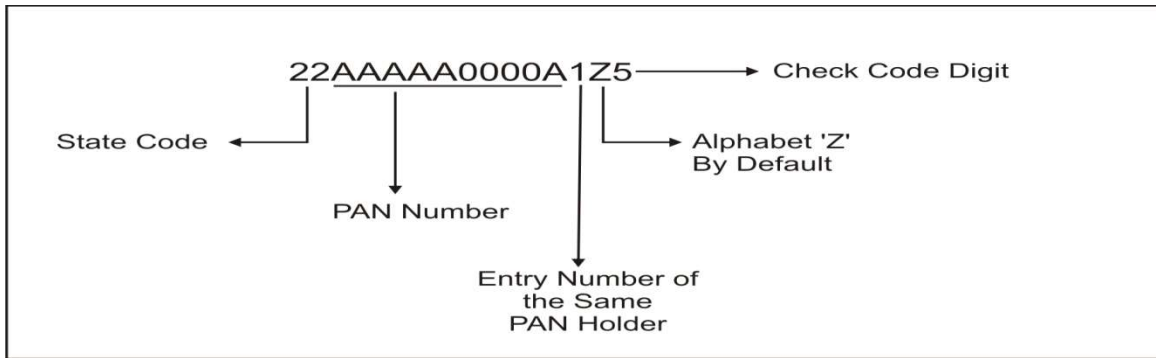 22AAAAA0000A1Z5
Check Code Digit
State Code
Alphabet 'Z'
By Default
PAN Number
Entry Number of
the Same
PAN Holder